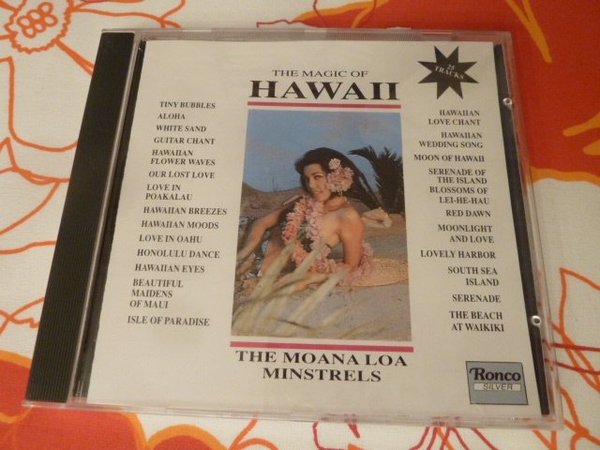 THE MAGIC OF
HAWAII
25
TRACKS
TINY BUBBLES
ALOHA
WHITE SAND
GUITAR CHANT
HAWAIIAN
FLOWER WAVES
OUR LOST LOVE
LOVE IN
POAKALAU
HAWAIIAN BREEZES
HAWAIIAN MOODS
LOVE IN OAHU
HONOLULU DANCE
HAWAIIAN EYES
BEAUTIFUL
MAIDENS
OF MAUI
ISLE OF PARADISE
HAWAIIAN
LOVE CHANT
HAWAIIAN
WEDDING SONG
MOON OF HAWAII
SERENADE OF
THE ISLAND
BLOSSOMS OF
LEI-HE-HAU
RED DAWN
MOONLIGHT
AND LOVE
LOVELY HARBOR
SOUTH SEA
ISLAND
SERENADE
THE BEACH
AT WAIKIKI
THE MOANA LOA
MINSTRELS
Ronco
SILVER